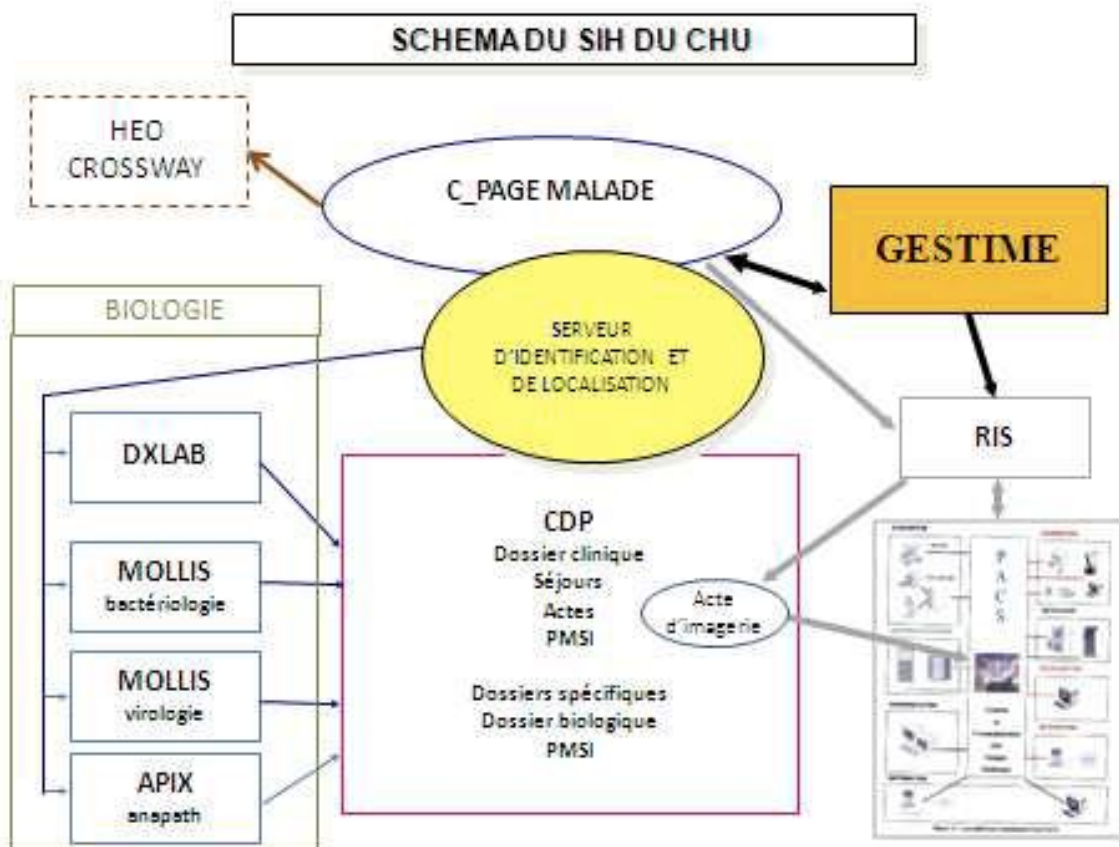 SCHEMA DU SIH DU CHU
HEO
CROSSWAY
C_PAGE MALADE
GESTIME
BIOLOGIE
SERVEUR
D'IDENTIFICATION ET
DE LOCALISATION
DXLAB
RIS
MOLLIS
bactériologie
MOLLIS
virologie
APIX
anapath
CDP
Dossier clinique
Séjours
Actes
PMSI
Acte
d'imagerie
Dossiers spécifiques
Dossier biologique
PMSI
P
A
C
S